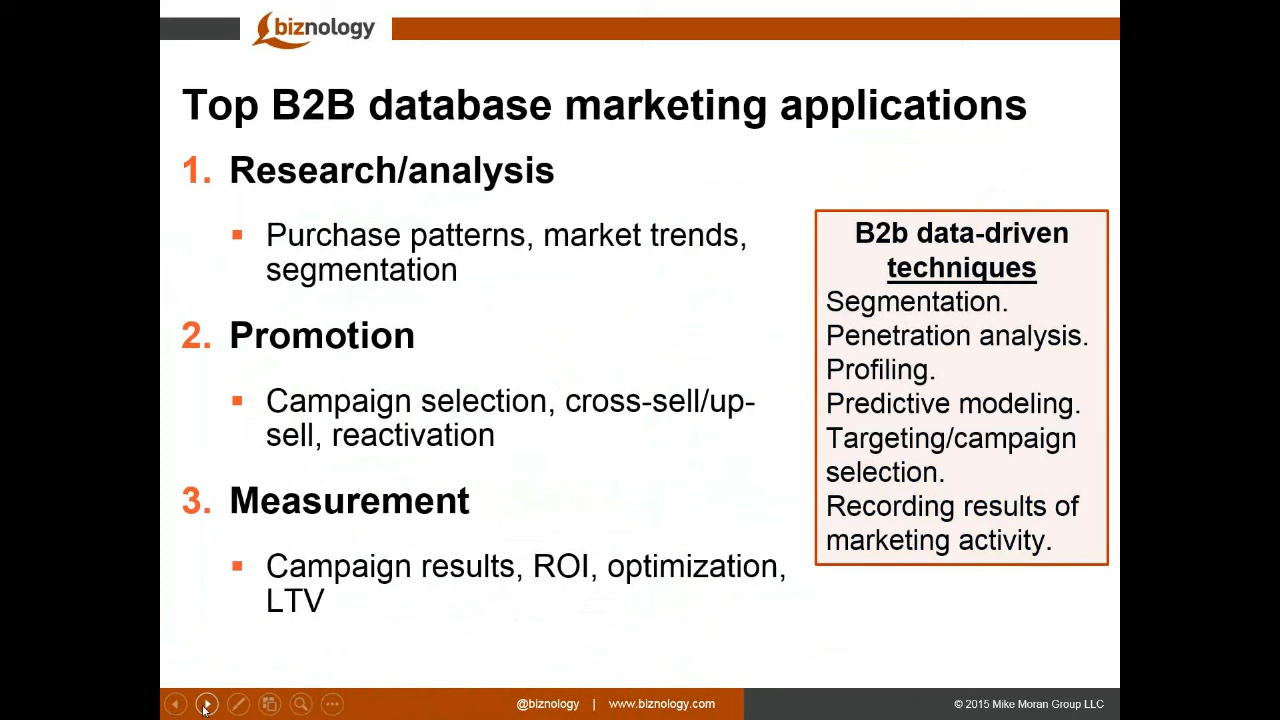 biznology
Top B2B database marketing applications
1. Research/analysis
▪ Purchase patterns, market trends,
segmentation
2. Promotion
▪ Campaign selection, cross-sell/up-
sell, reactivation
3. Measurement
▪ Campaign results, ROI, optimization,
LTV
B2b data-driven
techniques
Segmentation.
Penetration analysis.
Profiling.
Predictive modeling.
Targeting/campaign
selection.
Recording results of
marketing activity.
@biznology | www.biznology.com
© 2015 Mike Moran Group LLC